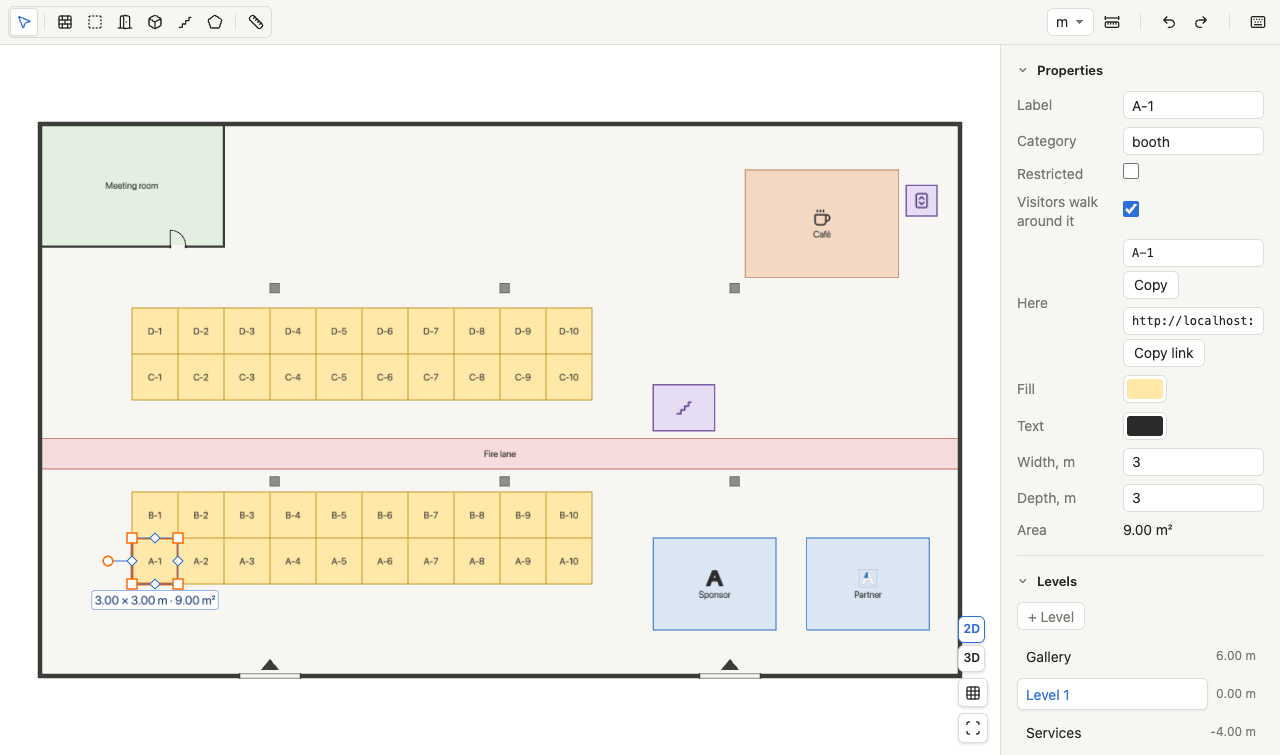 m
Properties
Label
A-1
Category
booth
Restricted
Visitors walk
around it
A-1
Copy
Here
http://localhost:
Copy link
Fill
Text
Width, m
3
Depth, m
3
Area
9.00 m²
Levels
+ Level
Gallery
6.00 m
Level 1
0.00 m
Services
-4.00 m
Meeting room
Café
D-1 D-2 D-3 D-4 D-5 D-6 D-7 D-8 D-9 D-10
C-1 C-2 C-3 C-4 C-5 C-6 C-7 C-8 C-9 C-10
Fire lane
B-1 B-2 B-3 B-4 B-5 B-6 B-7 B-8 B-9 B-10
A-1 A-2 A-3 A-4 A-5 A-6 A-7 A-8 A-9 A-10
3.00 × 3.00 m · 9.00 m²
A
Sponsor
A
Partner
2D
3D